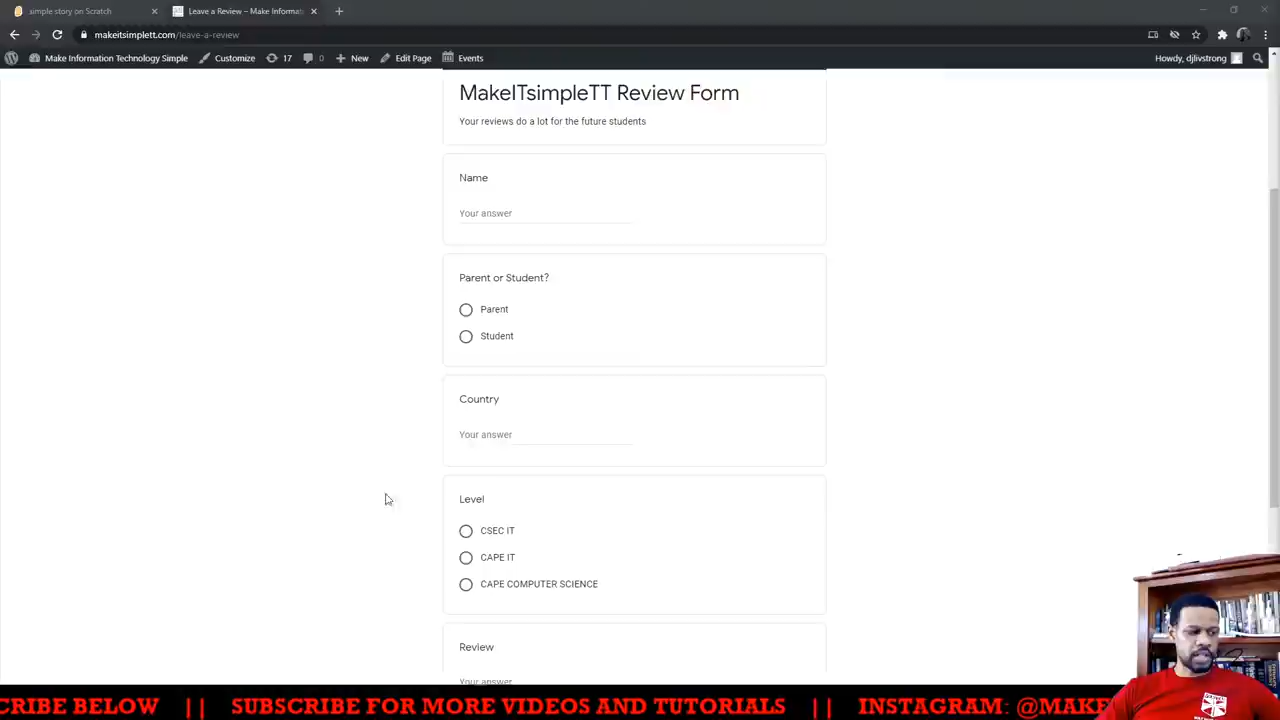 simple story on Scratch
Leave a Review – Make Informati
makeitsimplett.com/leave-a-review
Make Information Technology Simple
Customize
17
0
New
Edit Page
Events
Howdy, djlivstrong
MakeITsimpleTT Review Form
Your reviews do a lot for the future students
Name
Your answer
Parent or Student?
Parent
Student
Country
Your answer
Level
CSEC IT
CAPE IT
CAPE COMPUTER SCIENCE
Review
Your answer
CRIBE BELOW || SUBSCRIBE FOR MORE VIDEOS AND TUTORIALS || INSTAGRAM: @MAKE